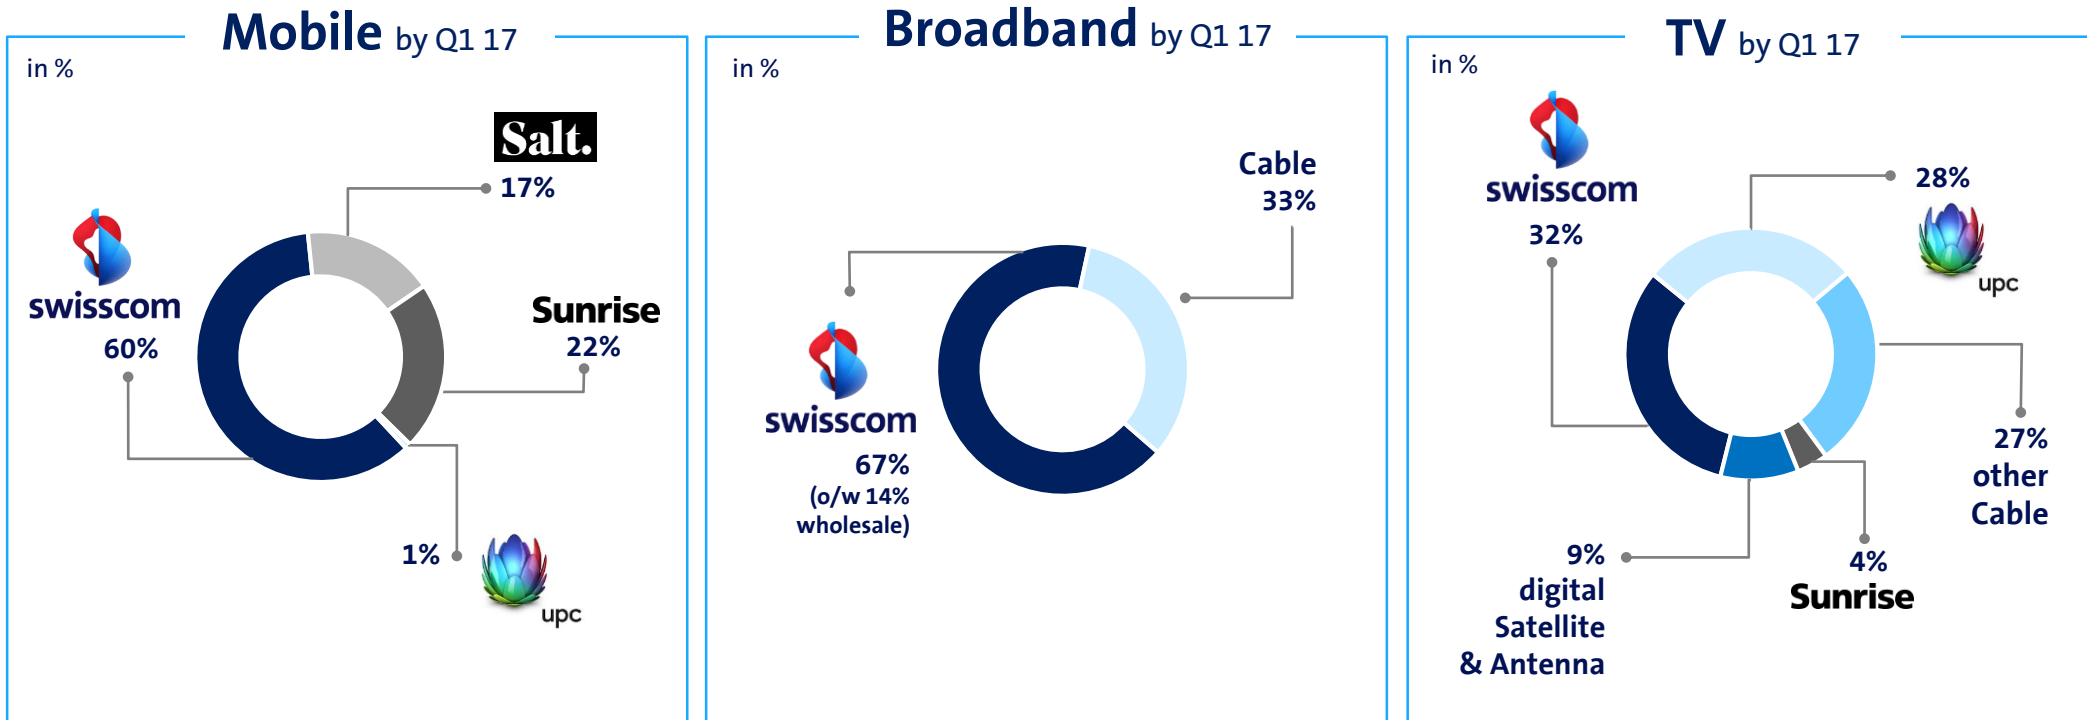 Mobile by Q1 17
in %
Salt.
17%
swisscom
60%
Sunrise
22%
1%
upc
Broadband by Q1 17
in %
Cable
33%
swisscom
67%
(o/w 14%
wholesale)
TV by Q1 17
in %
swisscom
32%
28%
upc
27%
other
Cable
9%
digital
Satellite
& Antenna
4%
Sunrise